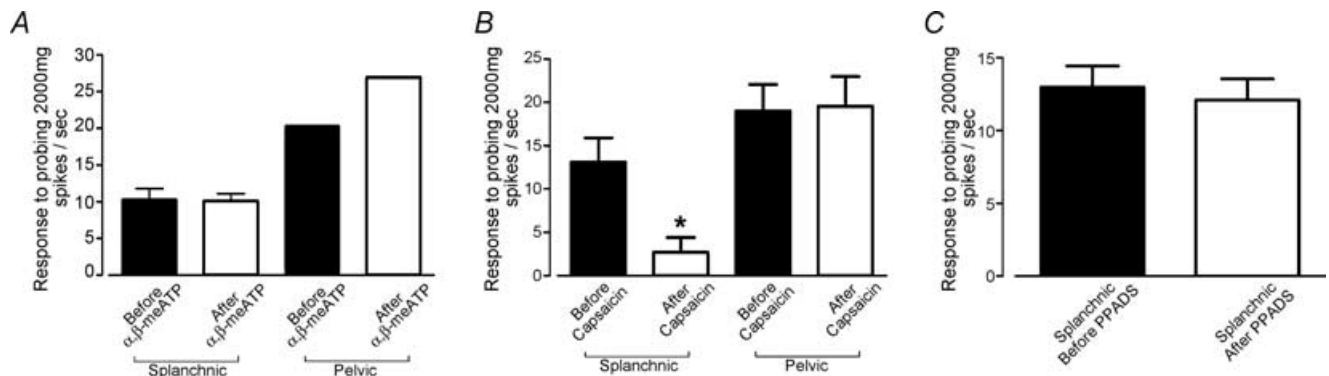 A
Response to probing 2000mg
spikes / sec
30
25
20
15
10
5
0
Before
α,β-meATP
After
α,β-meATP
Before
α,β-meATP
After
α,β-meATP
Splanchnic
Pelvic
B
Response to probing 2000mg
spikes / sec
25
20
15
10
5
0
*
Before
Capsaicin
After
Capsaicin
Before
Capsaicin
After
Capsaicin
Splanchnic
Pelvic
C
Response to probing 2000mg
spikes / sec
15
10
5
0
Splanchnic
Before PPADS
Splanchnic
After PPADS